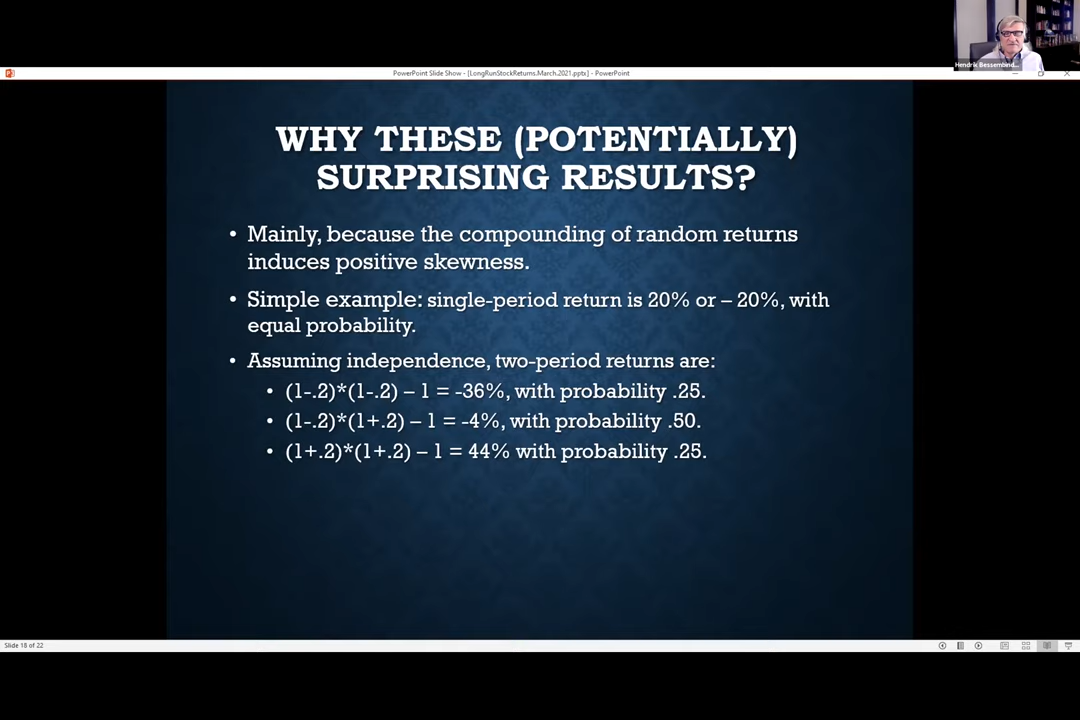 Hendrik Bessembind...
PowerPoint Slide Show - [LongRunStockReturns.March.2021.pptx] - PowerPoint
WHY THESE (POTENTIALLY)
SURPRISING RESULTS?
• Mainly, because the compounding of random returns
induces positive skewness.
• Simple example: single-period return is 20% or – 20%, with
equal probability.
• Assuming independence, two-period returns are:
• (1-.2)*(1-.2) – 1 = -36%, with probability .25.
• (1-.2)*(1+.2) – 1 = -4%, with probability .50.
• (1+.2)*(1+.2) – 1 = 44% with probability .25.
Slide 18 of 22